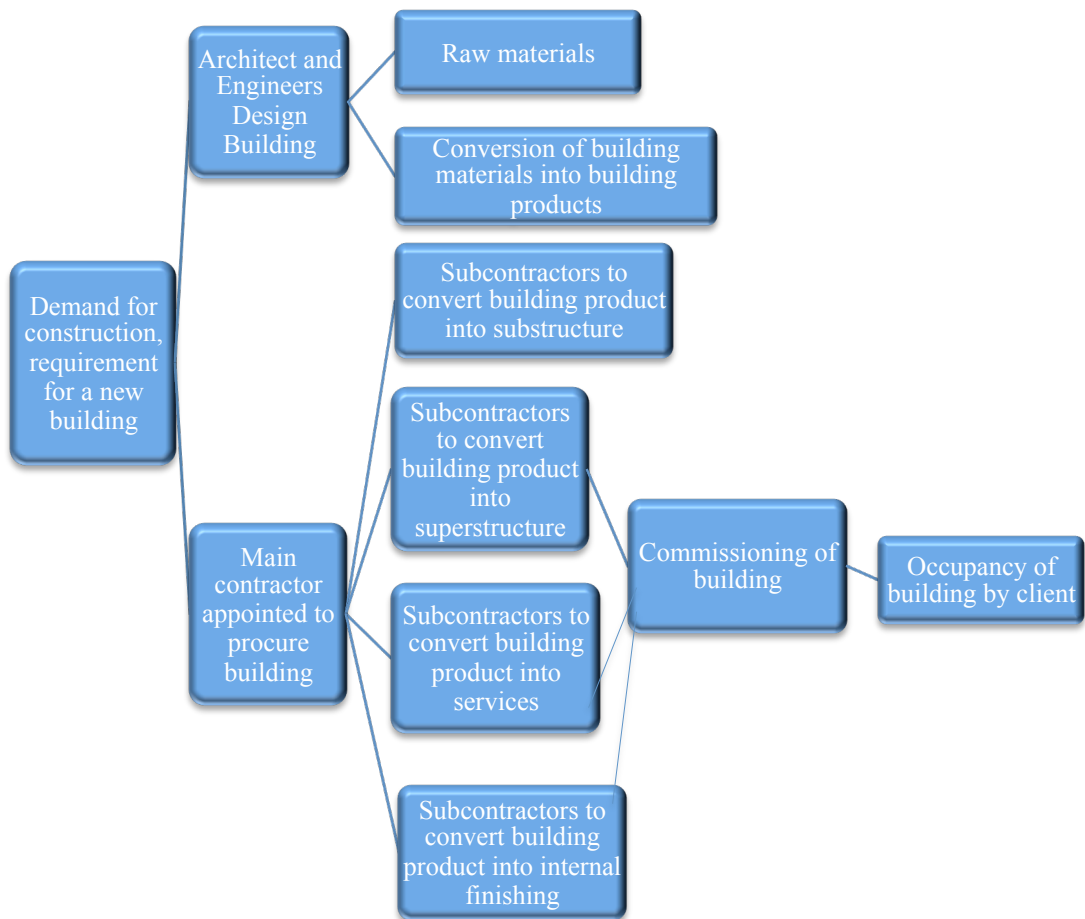 Demand for
construction,
requirement
for a new
building
Architect and
Engineers
Design
Building
Raw materials
Conversion of building
materials into building
products
Main
contractor
appointed to
procure
building
Subcontractors to
convert building product
into substructure
Subcontractors
to convert
building product
into
superstructure
Subcontractors to
convert building
product into
services
Subcontractors to
convert building
product into internal
finishing
Commissioning of
building
Occupancy of
building by client